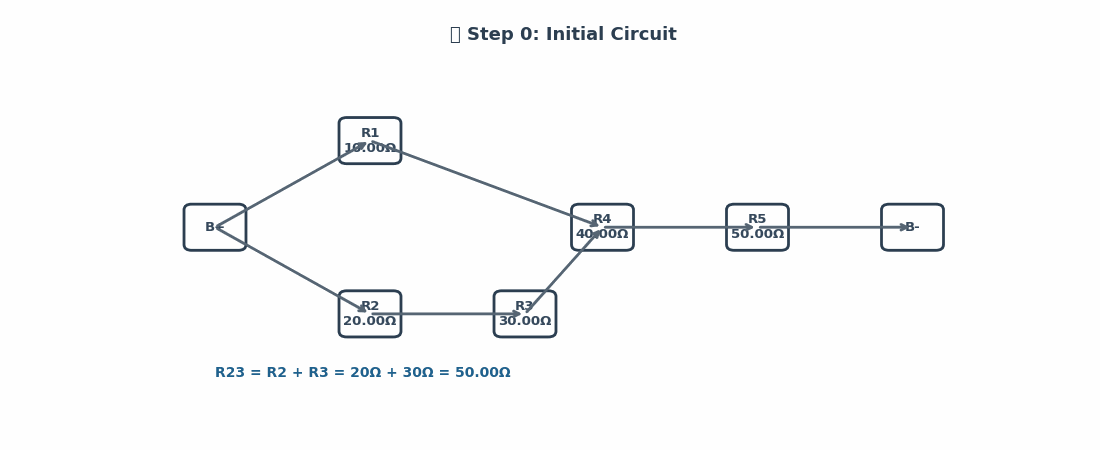 Step 0: Initial Circuit
R1
10.00Ω
B+
R4
40.00Ω
R5
50.00Ω
B-
R2
20.00Ω
R3
30.00Ω
R23 = R2 + R3 = 20Ω + 30Ω = 50.00Ω